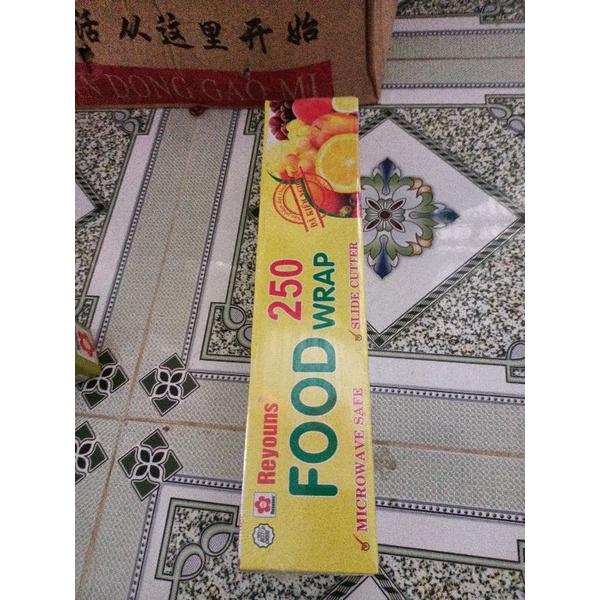 活从这里开始
DONG GAO MI
Reyouns
250
FOOD WRAP
MICROWAVE SAFE
SLIDE CUTTER